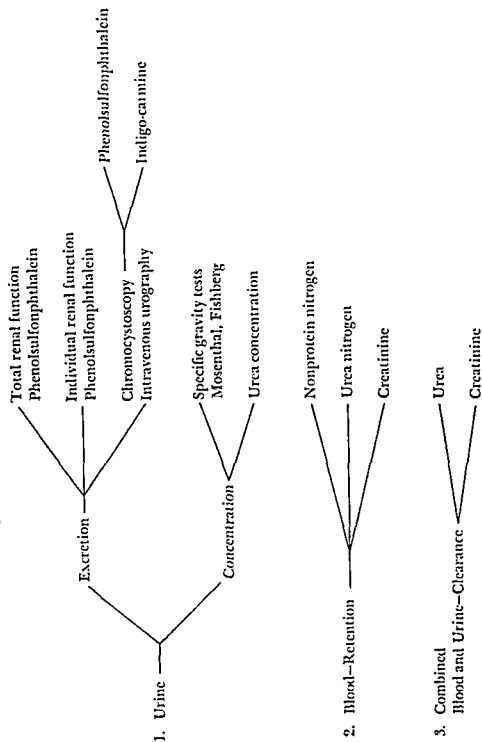 Total renal function
Phenolsulfonphthalein
Individual renal function
Phenolsulfonphthalein
Excretion
Phenolsulfonphthalein
Chromocystoscopy
Intravenous urography
Indigo-carmine
1. Urine
Specific gravity tests
Mosenthal, Fishberg
Concentration
Urea concentration
Nonprotein nitrogen
2. Blood–Retention
Urea nitrogen
Creatinine
3. Combined
Blood and Urine–Clearance
Urea
Creatinine